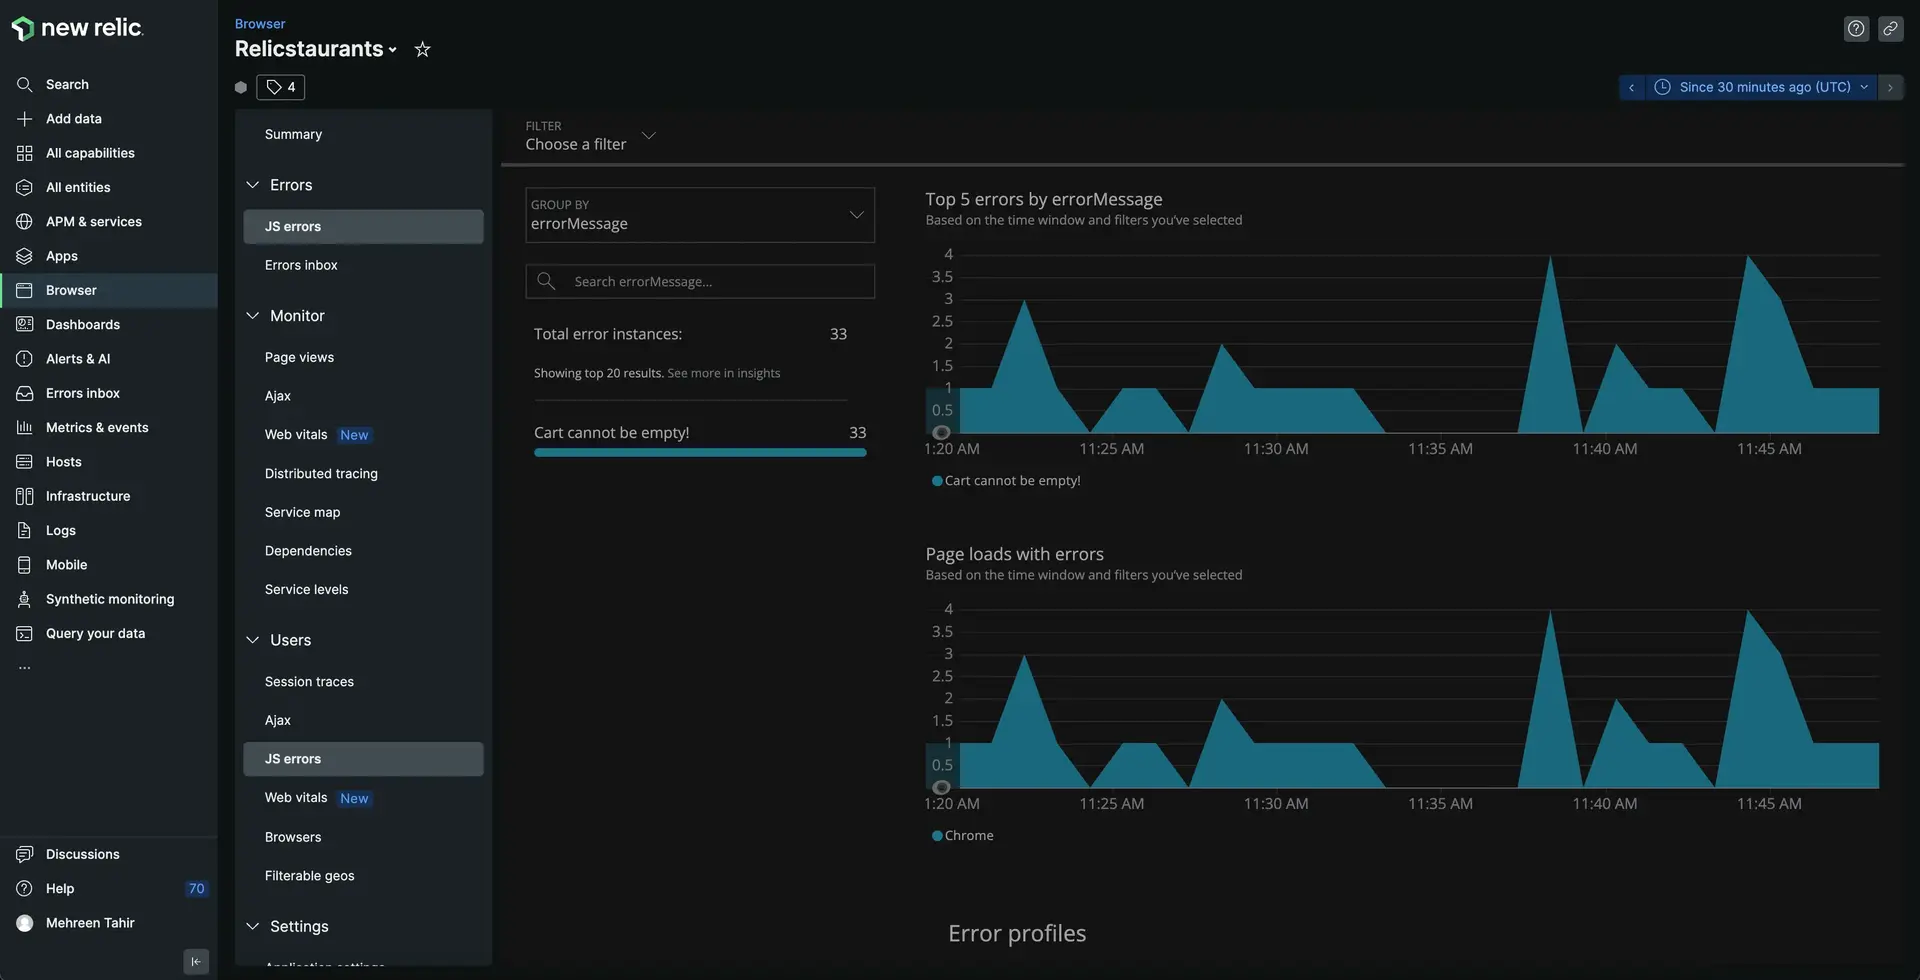 new relic.
Search
Add data
All capabilities
All entities
APM & services
Apps
Browser
Dashboards
Alerts & AI
Errors inbox
Metrics & events
Hosts
Infrastructure
Logs
Mobile
Synthetic monitoring
Query your data
...
Discussions
Help 70
Mehreen Tahir
Browser
Relicstaurants
4
Since 30 minutes ago (UTC)
Summary
Errors
JS errors
Errors inbox
Monitor
Page views
Ajax
Web vitals New
Distributed tracing
Service map
Dependencies
Service levels
Users
Session traces
Ajax
JS errors
Web vitals New
Browsers
Filterable geos
Settings
Application settings
FILTER
Choose a filter
GROUP BY
errorMessage
Search errorMessage...
Total error instances: 33
Showing top 20 results. See more in insights
Cart cannot be empty! 33
Top 5 errors by errorMessage
Based on the time window and filters you've selected
4
3.5
3
2.5
2
1.5
1
0.5
1:20 AM 11:25 AM 11:30 AM 11:35 AM 11:40 AM 11:45 AM
Cart cannot be empty!
Page loads with errors
Based on the time window and filters you've selected
4
3.5
3
2.5
2
1.5
1
0.5
1:20 AM 11:25 AM 11:30 AM 11:35 AM 11:40 AM 11:45 AM
Chrome
Error profiles